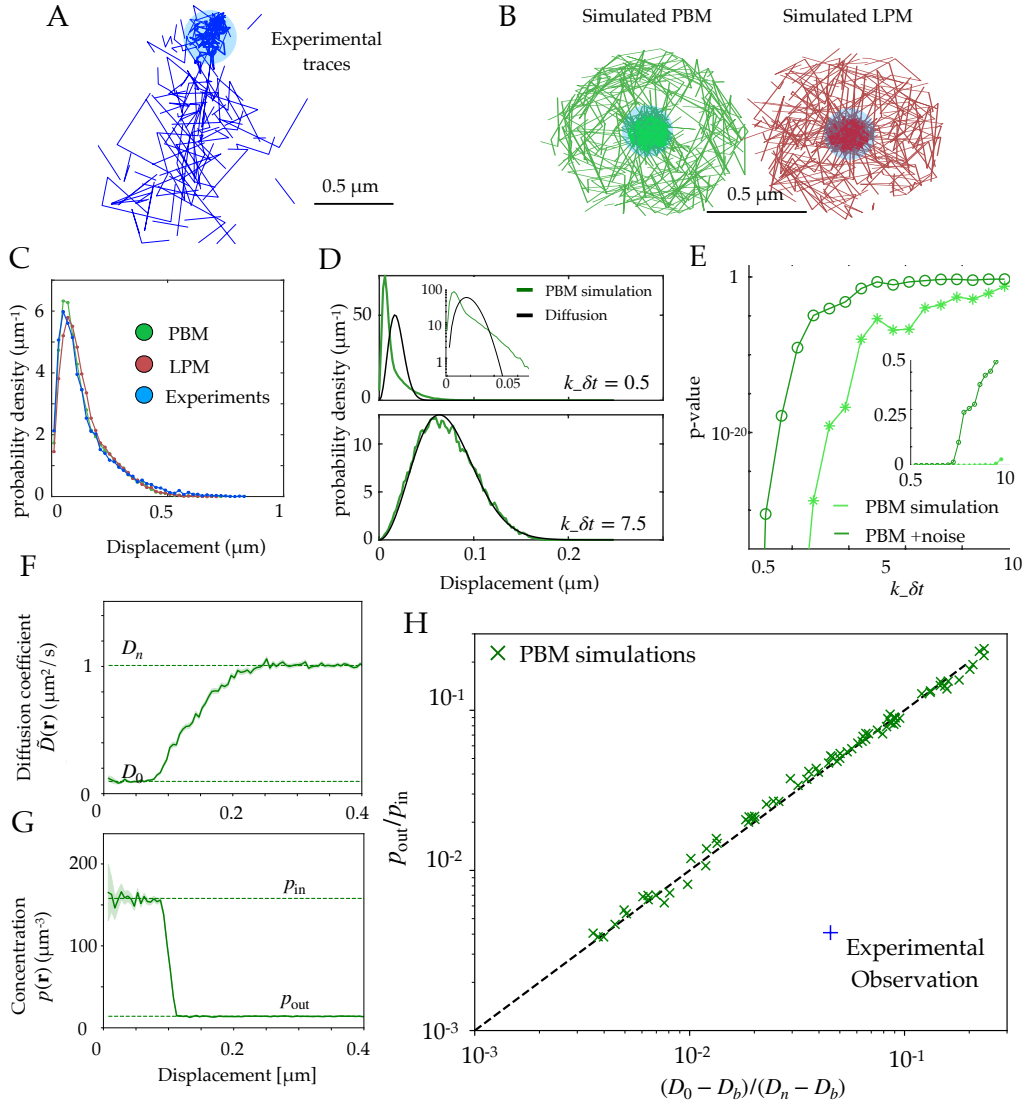 A
Experimental
traces
0.5 µm
B
Simulated PBM
Simulated LPM
0.5 µm
C
probability density (µm⁻¹)
6
4
2
0
0
0.5
1
PBM
LPM
Experiments
Displacement (µm)
D
probability density (µm⁻¹)
50
0
100
10
1
0
0.05
PBM simulation
Diffusion
k_δt = 0.5
10
5
0
0
0.1
0.2
k_δt = 7.5
Displacement (µm)
E
p-value
1
10⁻²⁰
0.5
0.25
0
0.5
10
PBM simulation
PBM +noise
0.5
5
10
k_δt
F
Diffusion coefficient
D̃(r) (µm²/s)
1
0
Dₙ
D₀
0
0.2
0.4
G
Concentration
p(r) (µm⁻³)
200
100
0
p_in
p_out
0
0.2
0.4
Displacement [µm]
H
PBM simulations
p_out/p_in
10⁻¹
10⁻²
10⁻³
Experimental
Observation
10⁻³
10⁻²
10⁻¹
(D₀ − D_b)/(Dₙ − D_b)